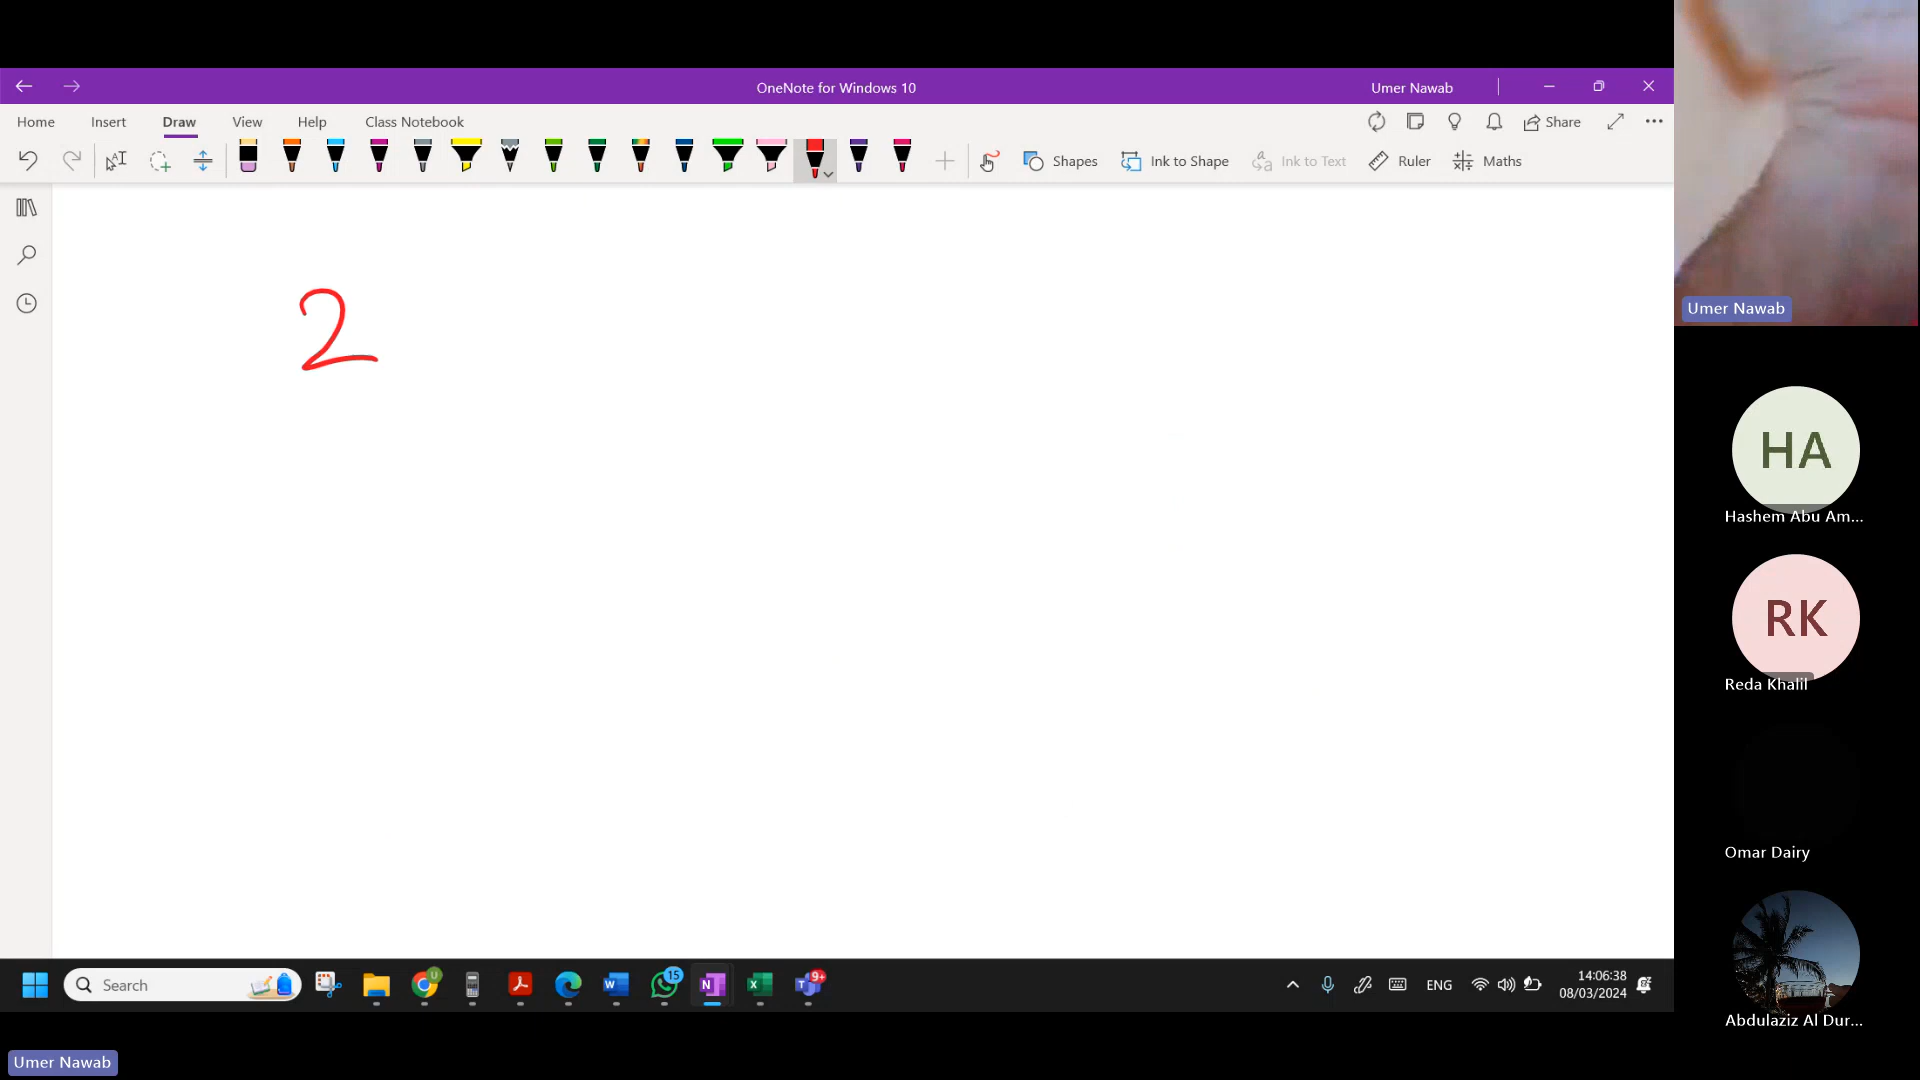 OneNote for Windows 10
Umer Nawab
Home Insert Draw View Help Class Notebook
Share
Shapes Ink to Shape Ink to Text Ruler Maths
2
Umer Nawab
HA
Hashem Abu Am...
RK
Reda Khalil
Omar Dairy
Abdulaziz Al Dur...
Search
15
9+
ENG
14:06:38
08/03/2024
Umer Nawab